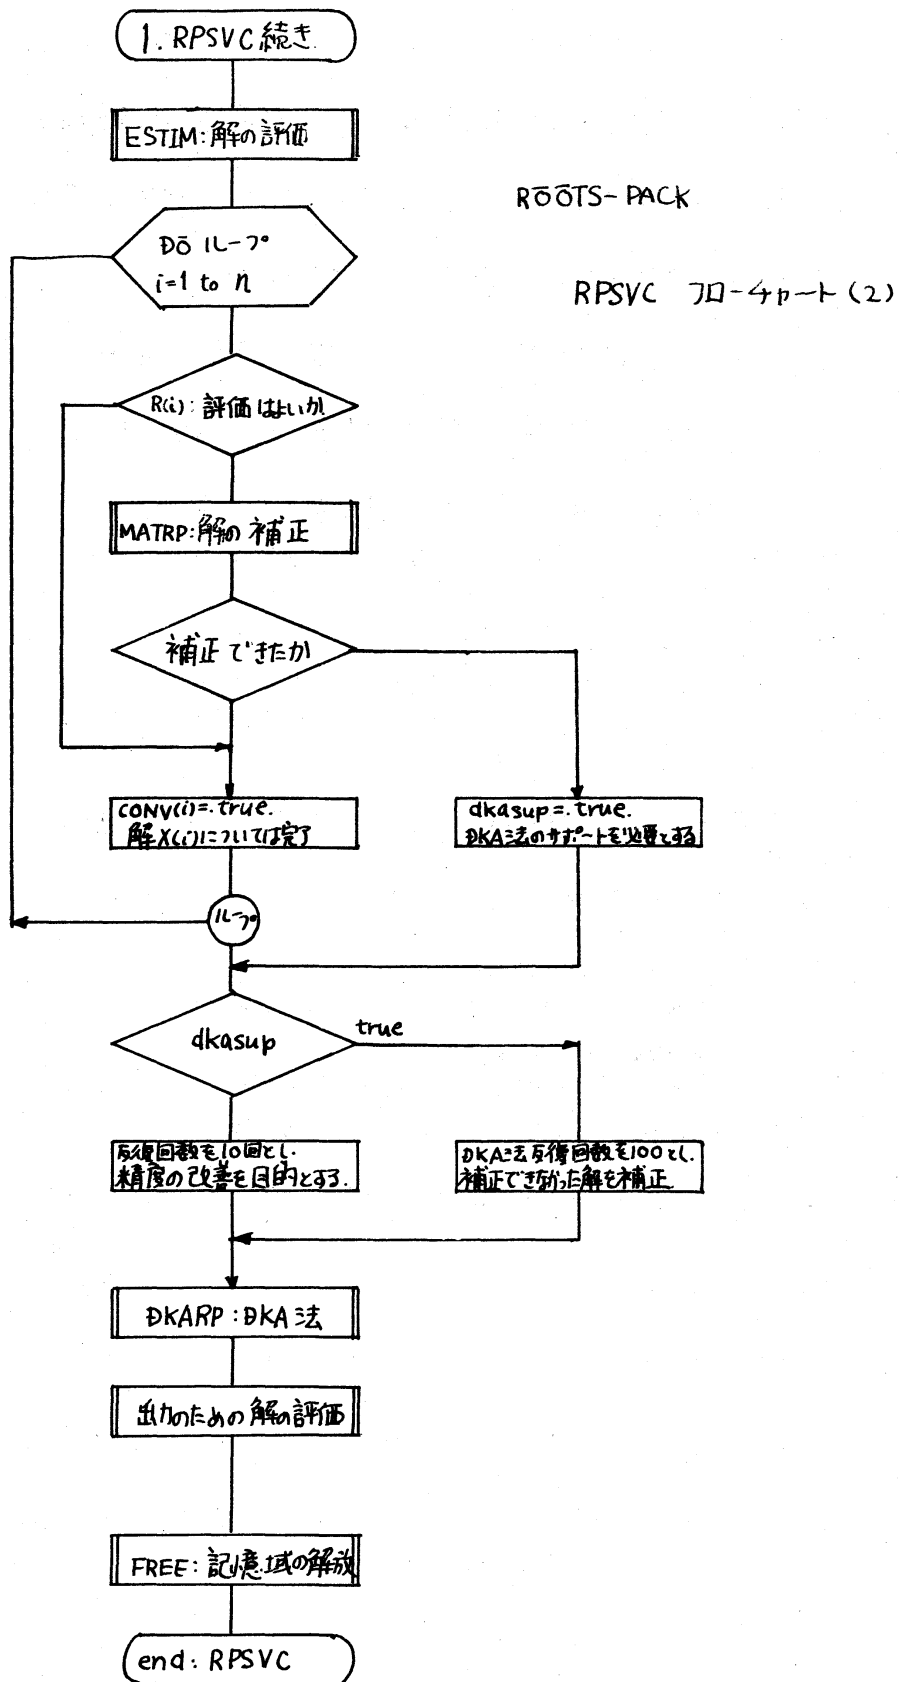 1. RPSVC 続き
ESTIM:解の評価
RŌŌTS-PACK
DŌ ループ
i=1 to n
RPSVC フローチャート(2)
R(i): 評価はよいか
MATRP:解の補正
補正できたか
CONV(i)=.true.
解X(i)については完了
dkasup=.true.
DKA法のサポートを必要とする
ループ
dkasup
true
反復回数を10回とし.
精度の改善を目的とする.
DKA法反復回数を100とし.
補正できなかった解を補正
DKARP:DKA法
出力のための解の評価
FREE:記憶域の解放
end: RPSVC